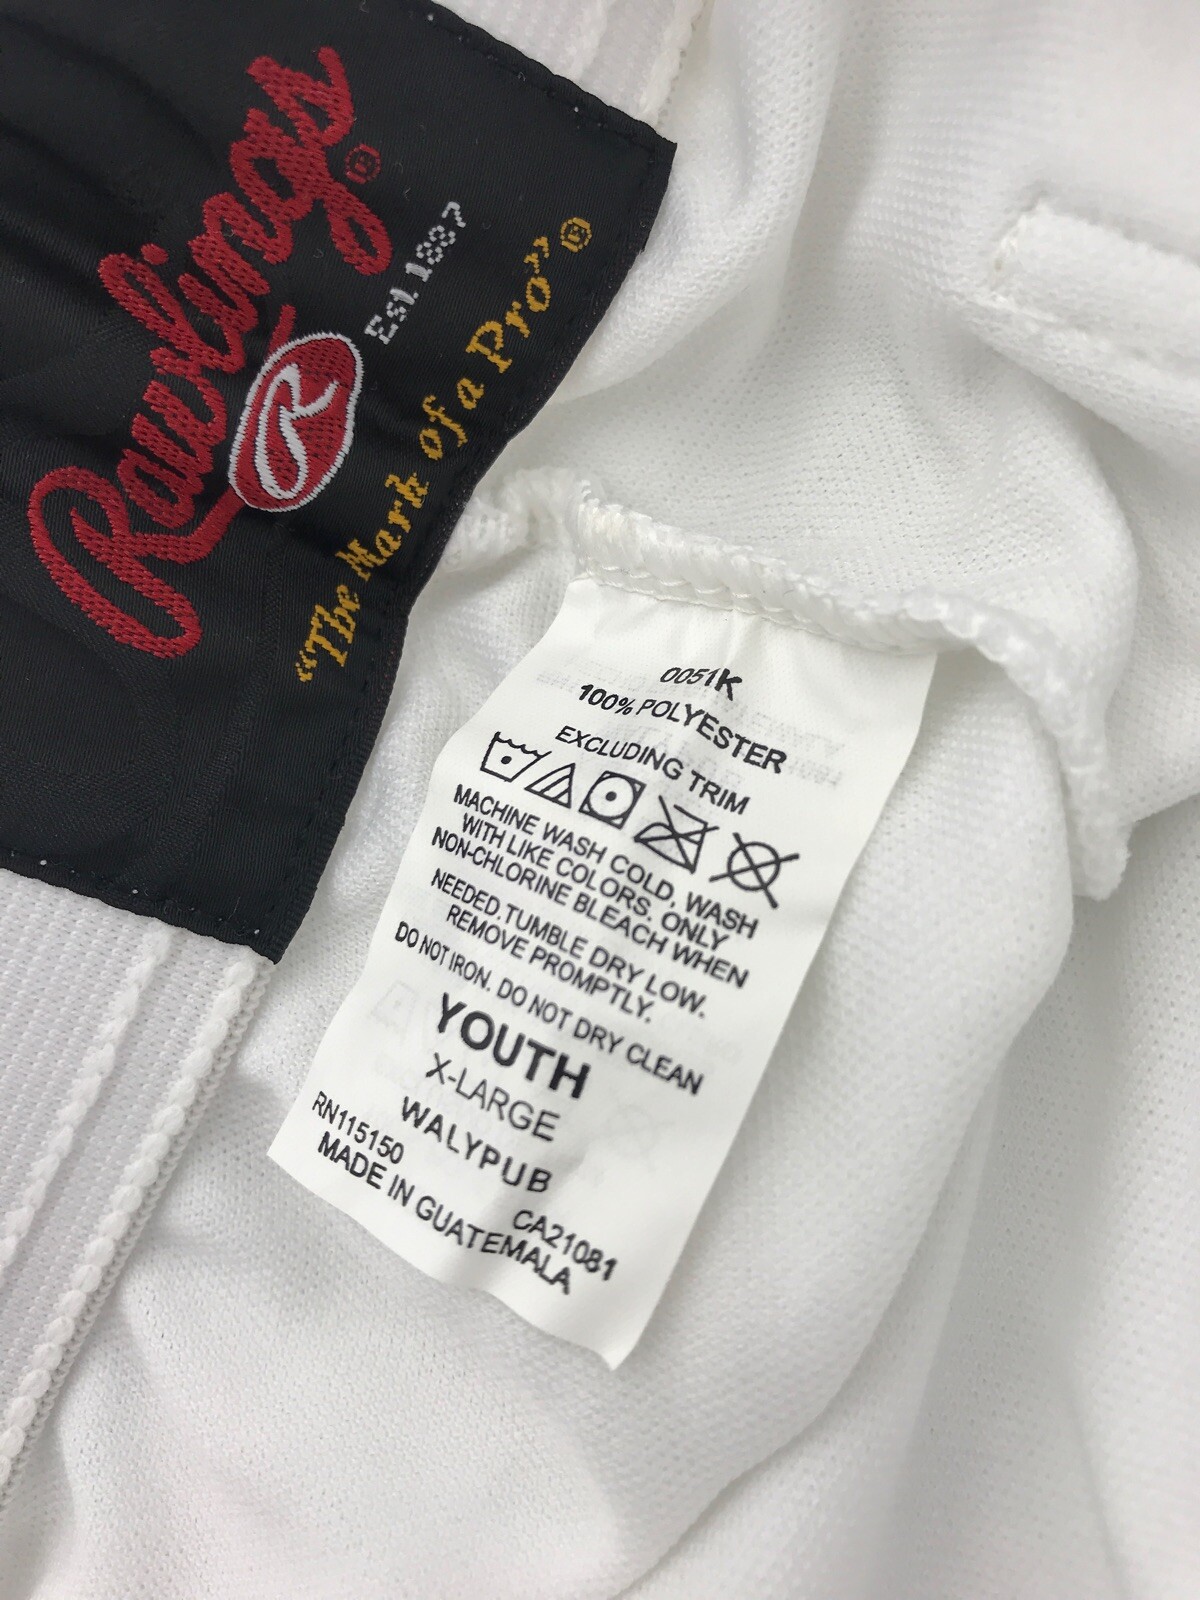 Rawlings®
R
Est. 1887
"The Mark of a Pro"®
0051K
100% POLYESTER
EXCLUDING TRIM
MACHINE WASH COLD, WASH
WITH LIKE COLORS. ONLY
NON-CHLORINE BLEACH WHEN
NEEDED.TUMBLE DRY LOW.
REMOVE PROMPTLY.
DO NOT IRON. DO NOT DRY CLEAN
YOUTH
X-LARGE
WALYPUB
RN115150 CA21081
MADE IN GUATEMALA